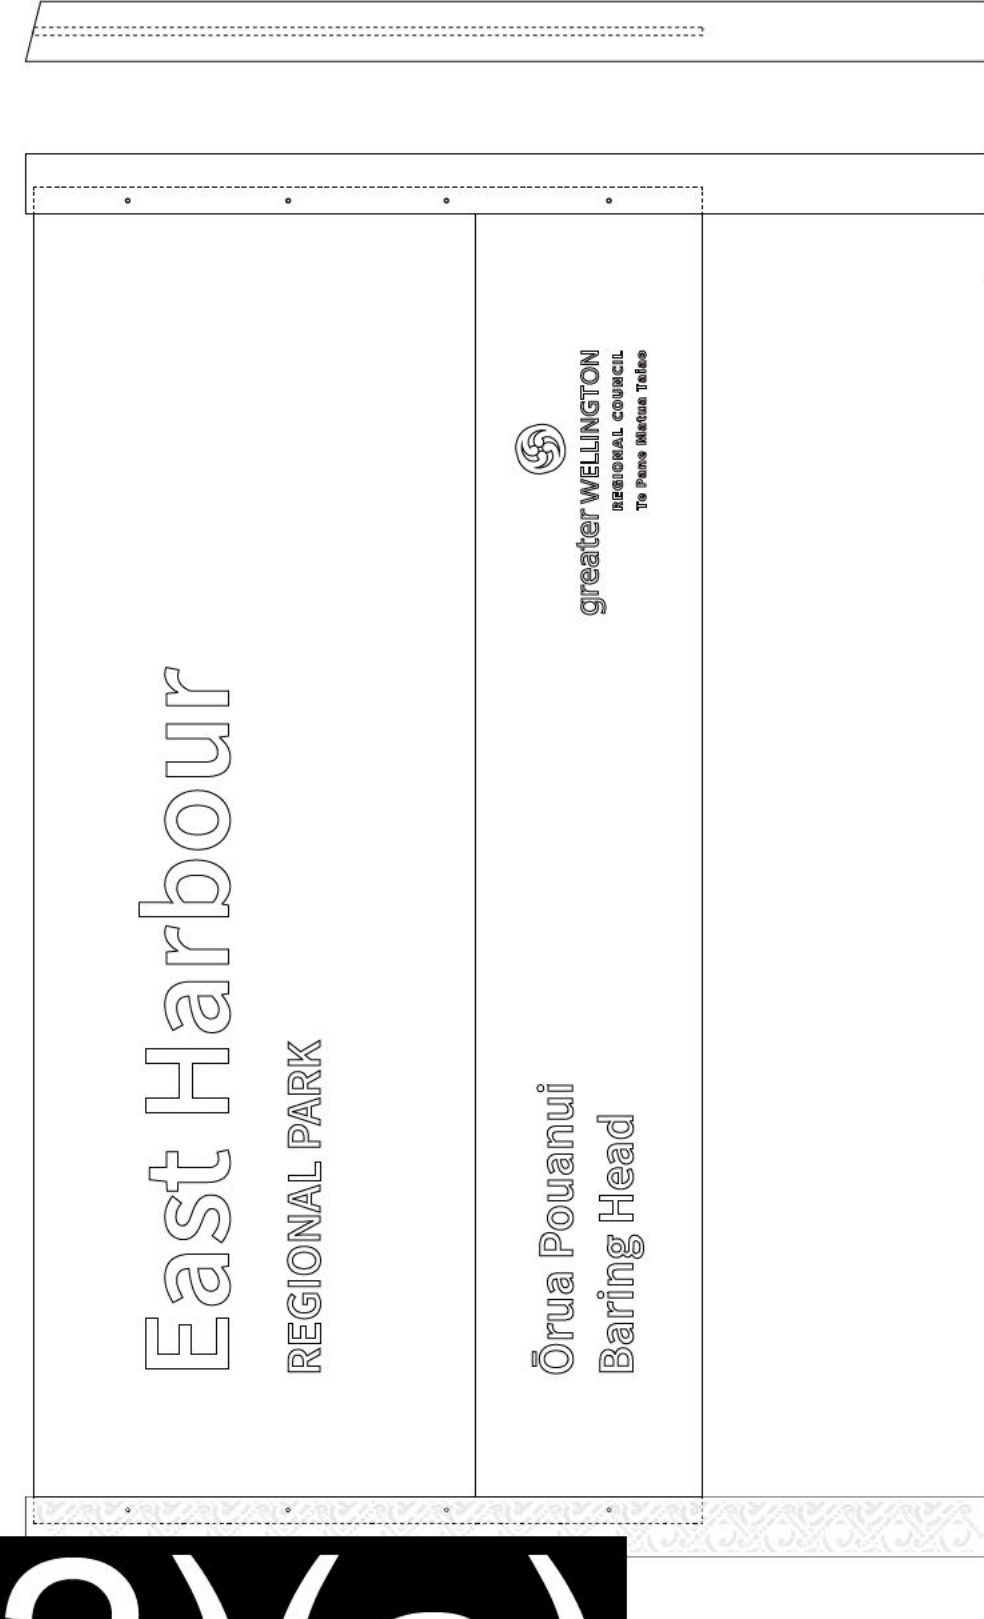 East Harbour
REGIONAL PARK
Ōrua Pouanui
Baring Head
greater WELLINGTON
REGIONAL COUNCIL
Te Pane Matua Taiao